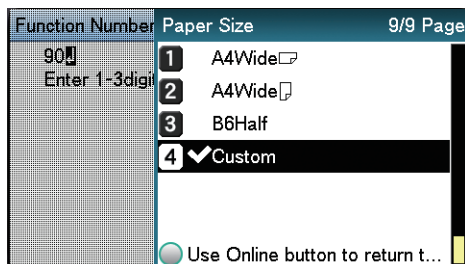 Function Number
90
Enter 1-3digi
Paper Size 9/9 Page
1 A4Wide
2 A4Wide
3 B6Half
4 Custom
Use Online button to return t...